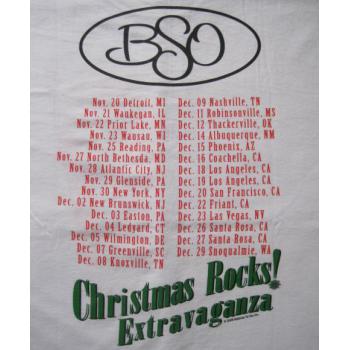 BSO
Nov. 20 Detroit, MI
Nov. 21 Waukegan, IL
Nov. 22 Prior Lake, MN
Nov. 23 Wausau, WI
Nov. 25 Reading, PA
Nov. 27 North Bethesda, MD
Nov. 28 Atlantic City, NJ
Nov. 29 Glenside, PA
Nov. 30 New York, NY
Dec. 02 New Brunswick, NJ
Dec. 03 Easton, PA
Dec. 04 Ledyard, CT
Dec. 05 Wilmington, DE
Dec. 07 Greenville, SC
Dec. 08 Knoxville, TN
Dec. 09 Nashville, TN
Dec. 11 Robinsonville, MS
Dec. 12 Thackerville, OK
Dec. 14 Albuquerque, NM
Dec. 15 Phoenix, AZ
Dec. 16 Coachella, CA
Dec. 18 Los Angeles, CA
Dec. 19 Los Angeles, CA
Dec. 20 San Francisco, CA
Dec. 22 Friant, CA
Dec. 23 Las Vegas, NV
Dec. 26 Santa Rosa, CA
Dec. 27 Santa Rosa, CA
Dec. 29 Snoqualmie, WA
Christmas Rocks!
Extravaganza